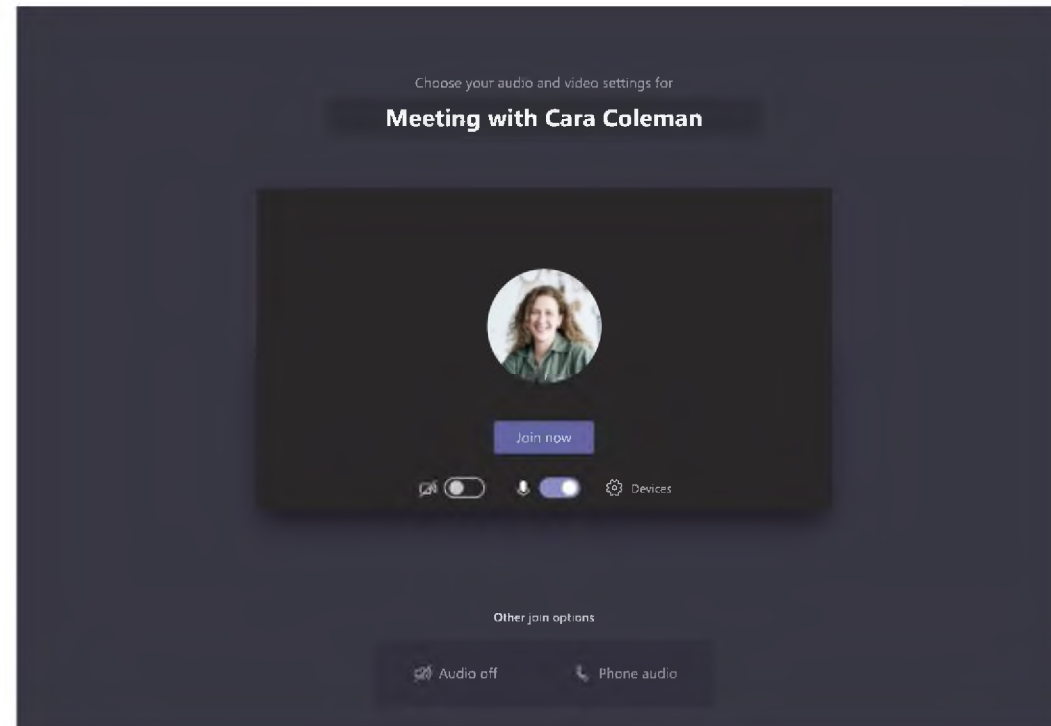 Choose your audio and video settings for
Meeting with Cara Coleman
Join now
Devices
Other join options
Audio off
Phone audio